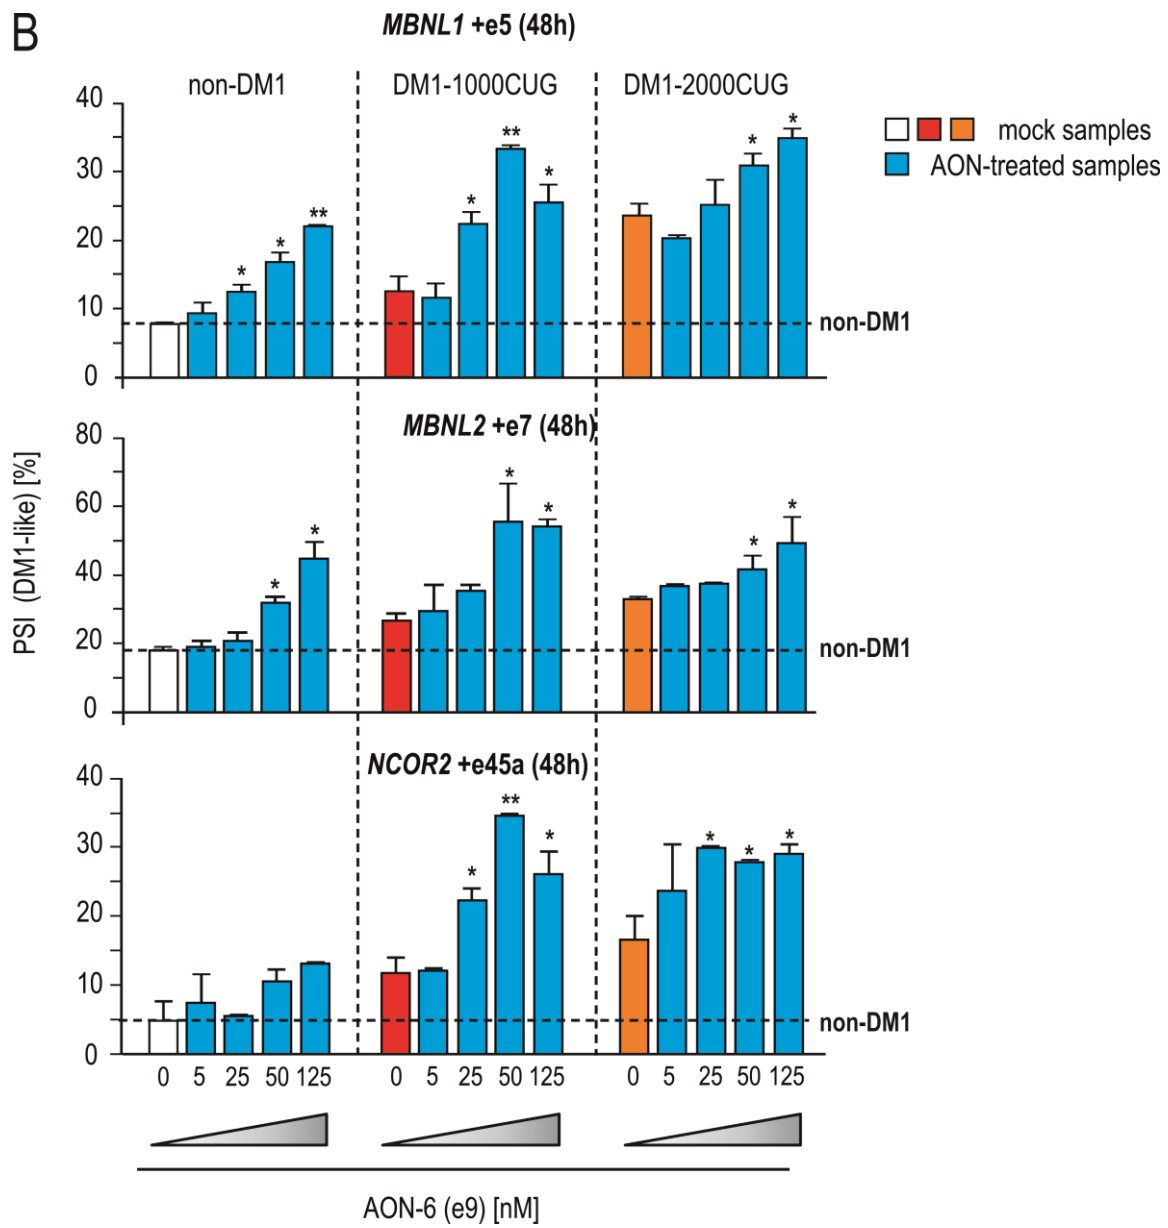 B
MBNL1 +e5 (48h)
non-DM1 DM1-1000CUG DM1-2000CUG
mock samples
AON-treated samples
40
30
20
10
0
* * **
* ** *
* *
non-DM1
MBNL2 +e7 (48h)
PSI (DM1-like) [%]
80
60
40
20
0
* *
* *
* *
non-DM1
NCOR2 +e45a (48h)
40
30
20
10
0
* ** *
* * *
non-DM1
0 5 25 50 125 0 5 25 50 125 0 5 25 50 125
AON-6 (e9) [nM]